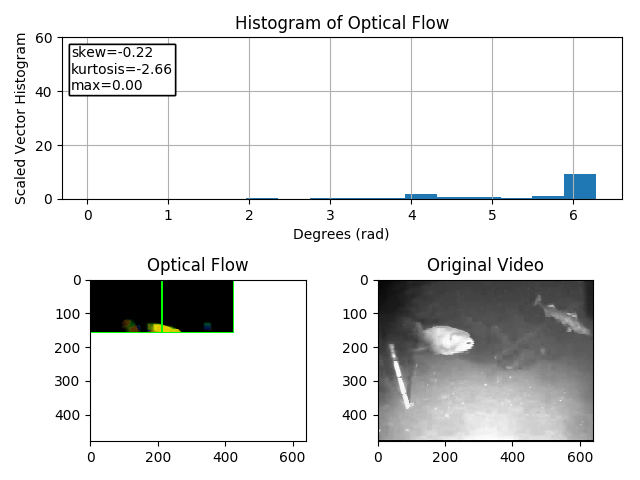 Histogram of Optical Flow
Scaled Vector Histogram
60
40
20
0
skew=-0.22
kurtosis=-2.66
max=0.00
0 1 2 3 4 5 6
Degrees (rad)
Optical Flow
0
100
200
300
400
0 200 400 600
Original Video
0
100
200
300
400
0 200 400 600